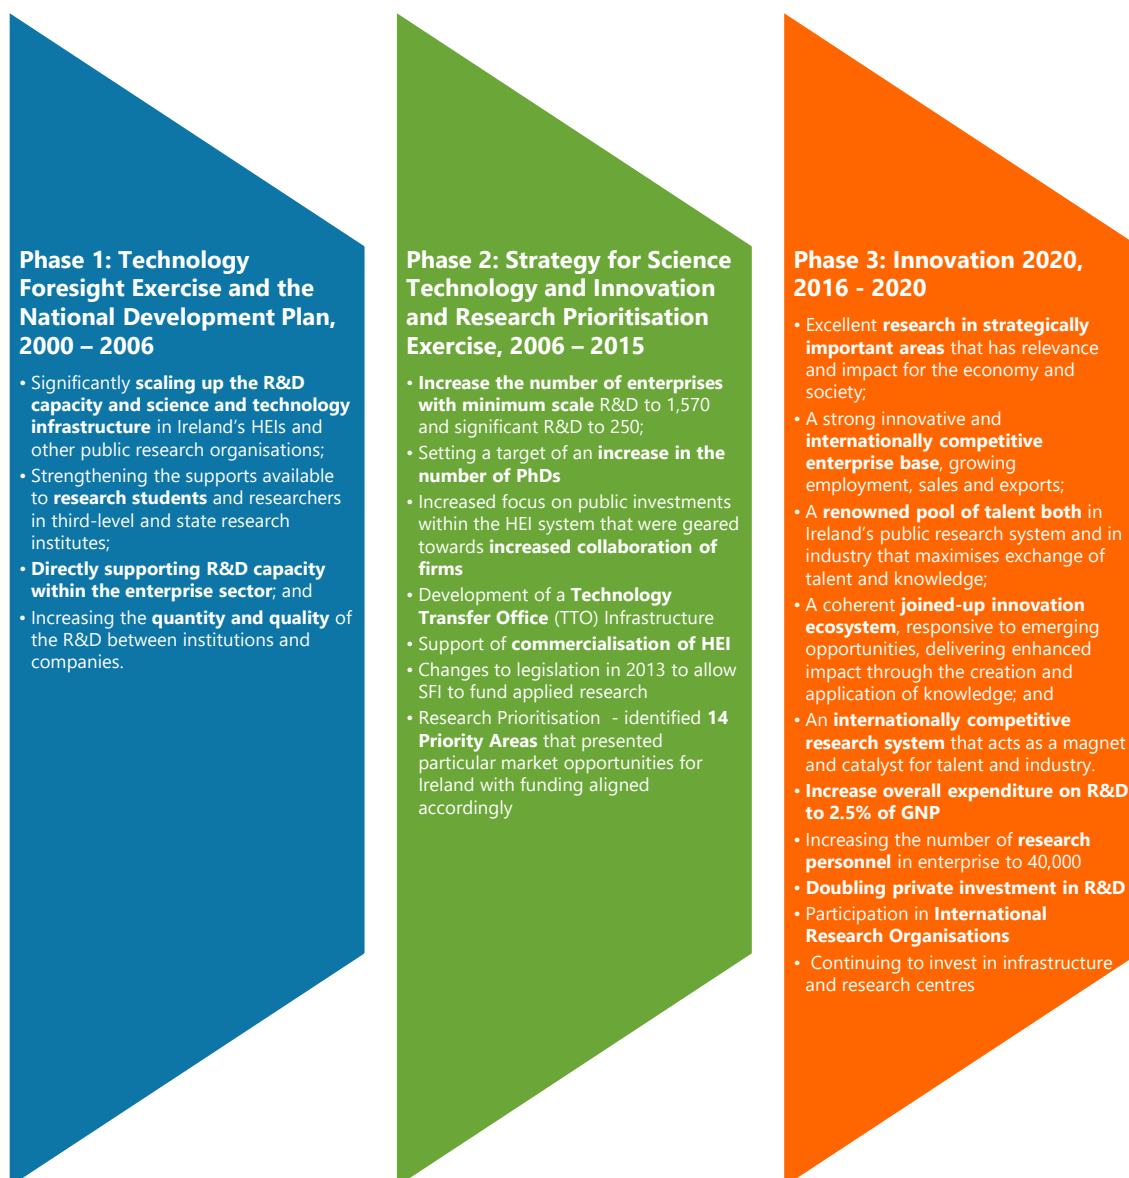 Phase 1: Technology
Foresight Exercise and the
National Development Plan,
2000 – 2006
• Significantly scaling up the R&D
capacity and science and technology
infrastructure in Ireland's HEIs and
other public research organisations;
• Strengthening the supports available
to research students and researchers
in third-level and state research
institutes;
• Directly supporting R&D capacity
within the enterprise sector; and
• Increasing the quantity and quality of
the R&D between institutions and
companies.
Phase 2: Strategy for Science
Technology and Innovation
and Research Prioritisation
Exercise, 2006 – 2015
• Increase the number of enterprises
with minimum scale R&D to 1,570
and significant R&D to 250;
• Setting a target of an increase in the
number of PhDs
• Increased focus on public investments
within the HEI system that were geared
towards increased collaboration of
firms
• Development of a Technology
Transfer Office (TTO) Infrastructure
• Support of commercialisation of HEI
• Changes to legislation in 2013 to allow
SFI to fund applied research
• Research Prioritisation - identified 14
Priority Areas that presented
particular market opportunities for
Ireland with funding aligned
accordingly
Phase 3: Innovation 2020,
2016 - 2020
• Excellent research in strategically
important areas that has relevance
and impact for the economy and
society;
• A strong innovative and
internationally competitive
enterprise base, growing
employment, sales and exports;
• A renowned pool of talent both in
Ireland's public research system and in
industry that maximises exchange of
talent and knowledge;
• A coherent joined-up innovation
ecosystem, responsive to emerging
opportunities, delivering enhanced
impact through the creation and
application of knowledge; and
• An internationally competitive
research system that acts as a magnet
and catalyst for talent and industry.
• Increase overall expenditure on R&D
to 2.5% of GNP
• Increasing the number of research
personnel in enterprise to 40,000
• Doubling private investment in R&D
• Participation in International
Research Organisations
• Continuing to invest in infrastructure
and research centres